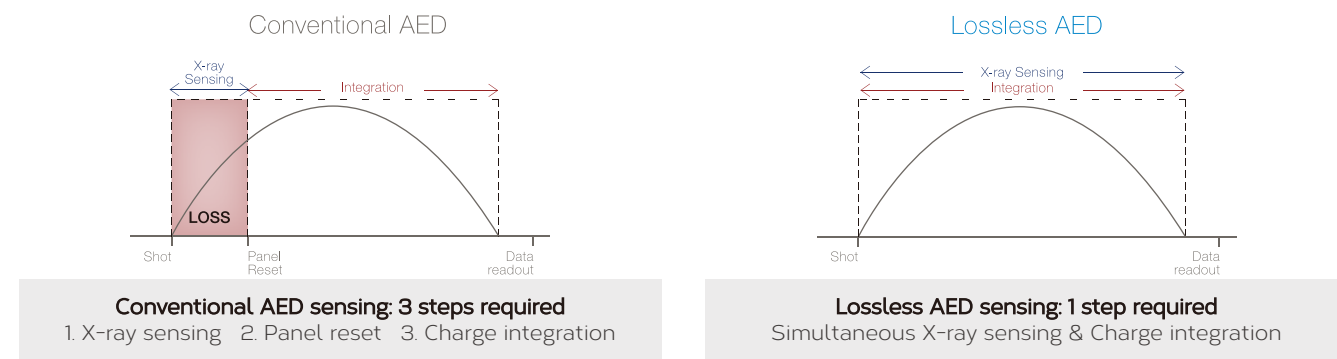 Conventional AED
X-ray
Sensing
Integration
LOSS
Shot
Panel
Reset
Data
readout
Conventional AED sensing: 3 steps required
1. X-ray sensing 2. Panel reset 3. Charge integration
Lossless AED
X-ray Sensing
Integration
Shot
Data
readout
Lossless AED sensing: 1 step required
Simultaneous X-ray sensing & Charge integration